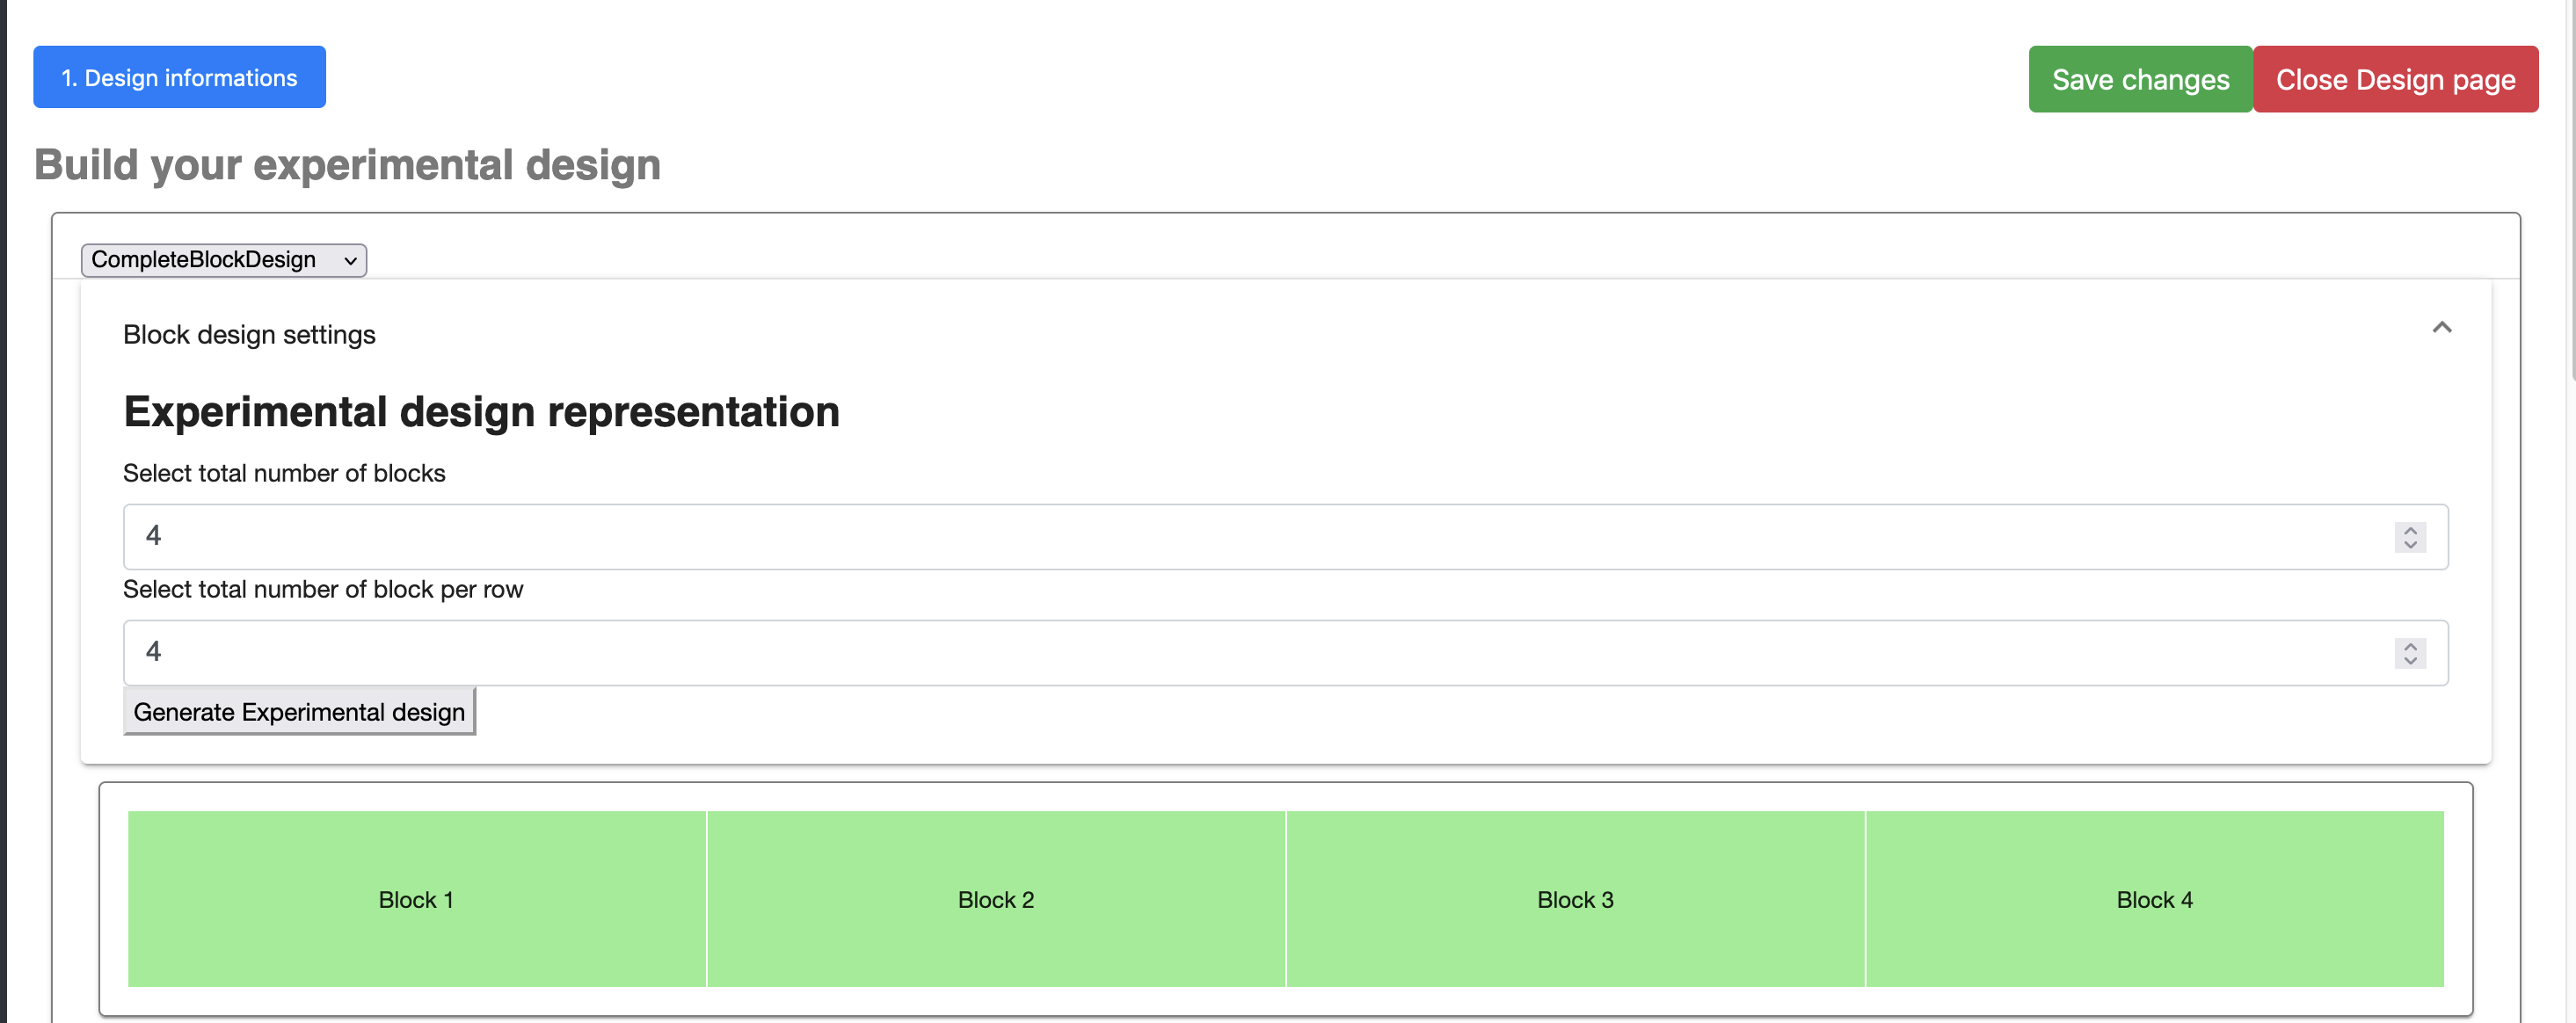 1. Design informations
Save changes
Close Design page
Build your experimental design
CompleteBlockDesign
Block design settings
Experimental design representation
Select total number of blocks
4
Select total number of block per row
4
Generate Experimental design
Block 1
Block 2
Block 3
Block 4